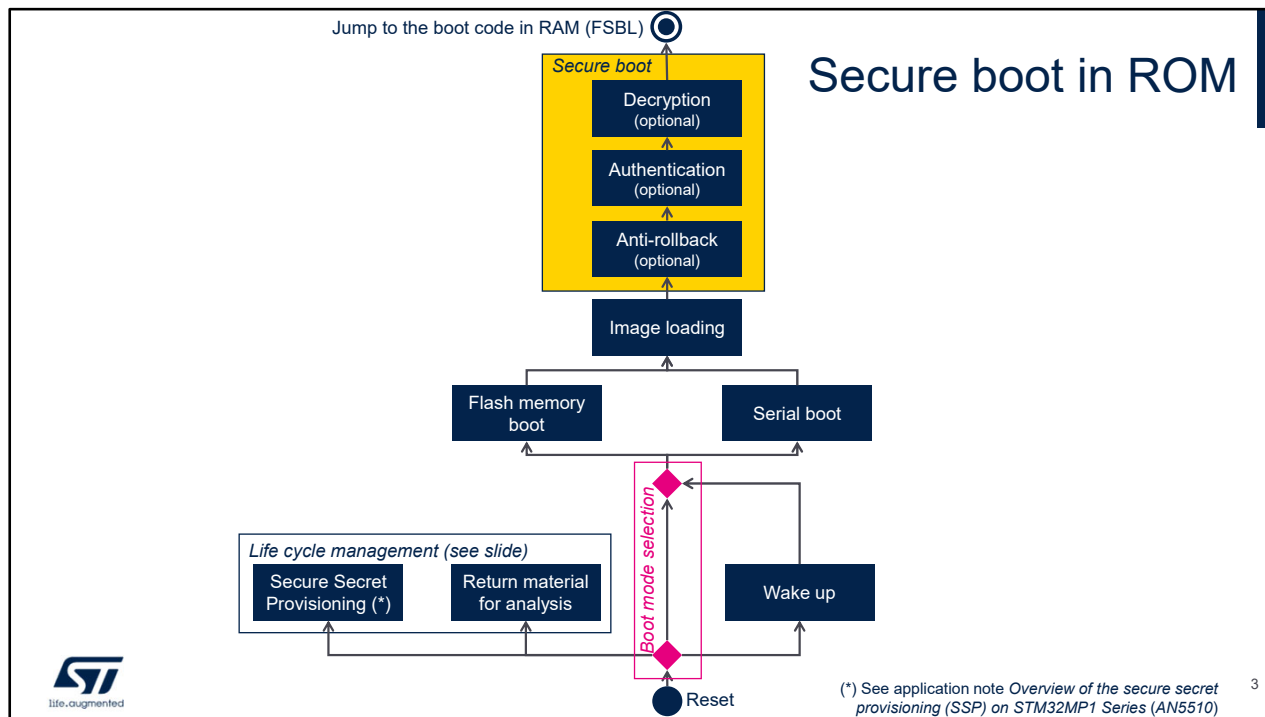 Jump to the boot code in RAM (FSBL)
Secure boot in ROM
Secure boot
Decryption
(optional)
Authentication
(optional)
Anti-rollback
(optional)
Image loading
Flash memory
boot
Serial boot
Boot mode selection
Life cycle management (see slide)
Secure Secret
Provisioning (*)
Return material
for analysis
Wake up
Reset
ST
life.augmented
(*) See application note Overview of the secure secret
provisioning (SSP) on STM32MP1 Series (AN5510)
3